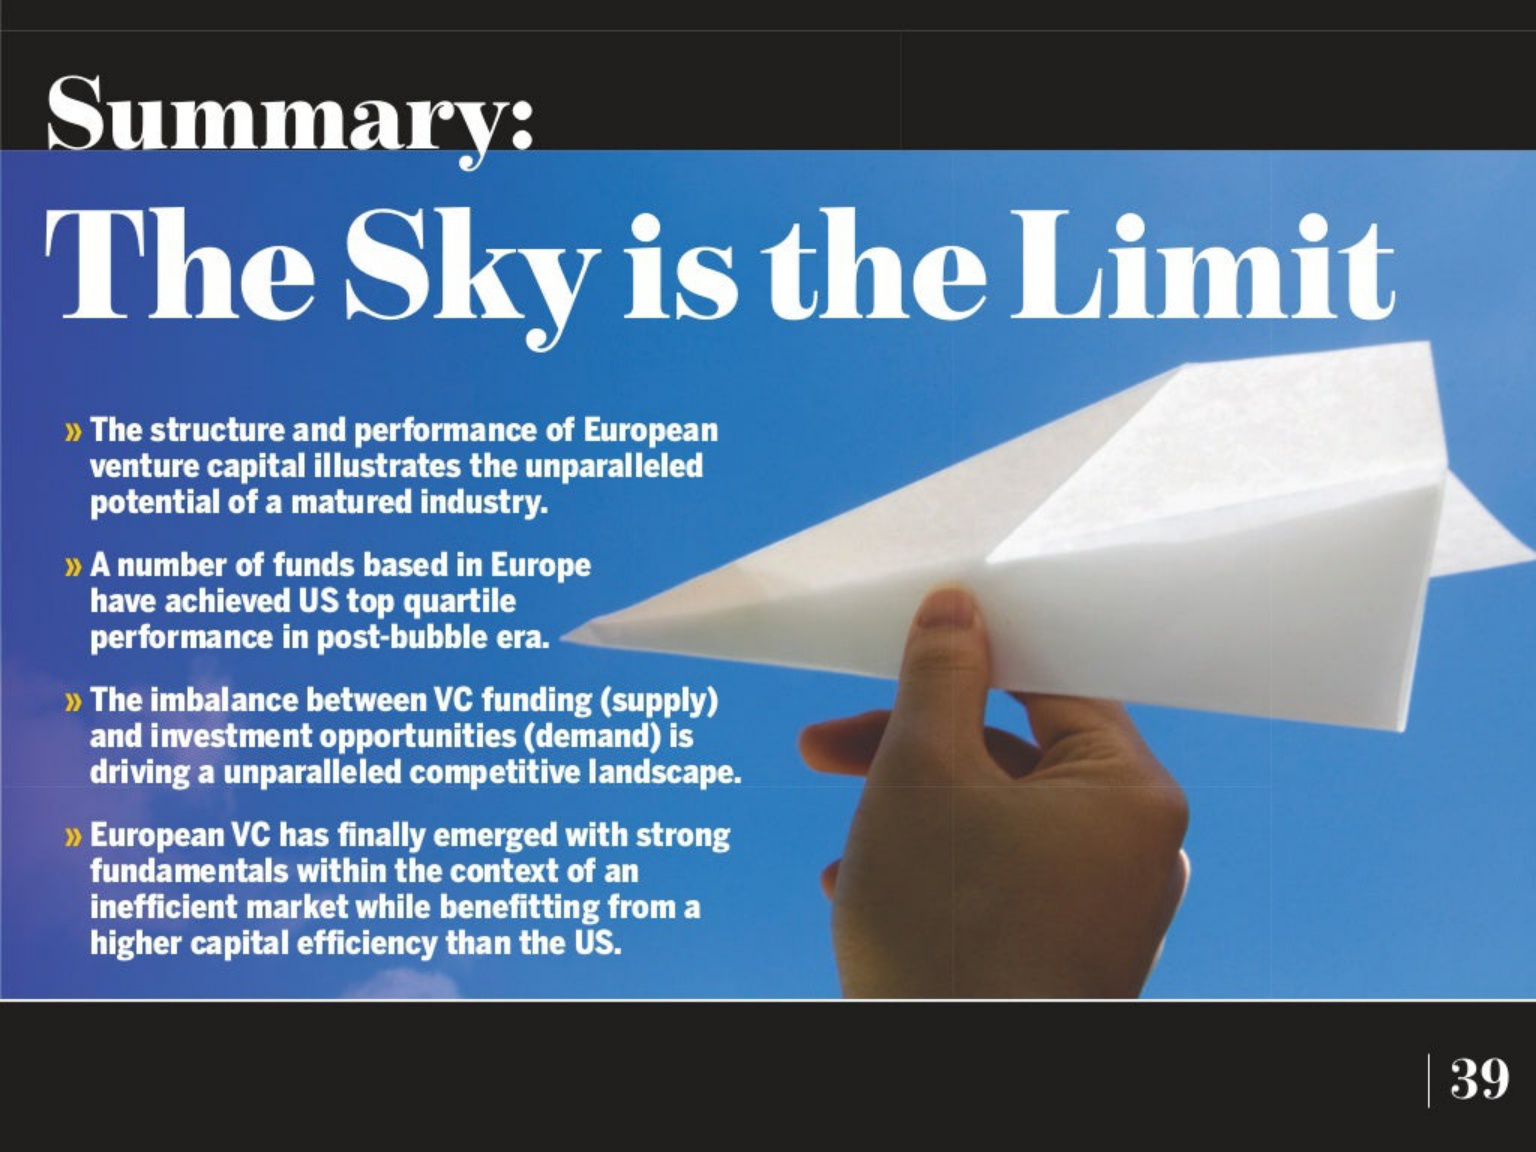 Summary:
The Sky is the Limit
» The structure and performance of European
venture capital illustrates the unparalleled
potential of a matured industry.
» A number of funds based in Europe
have achieved US top quartile
performance in post-bubble era.
» The imbalance between VC funding (supply)
and investment opportunities (demand) is
driving a unparalleled competitive landscape.
» European VC has finally emerged with strong
fundamentals within the context of an
inefficient market while benefitting from a
higher capital efficiency than the US.
39